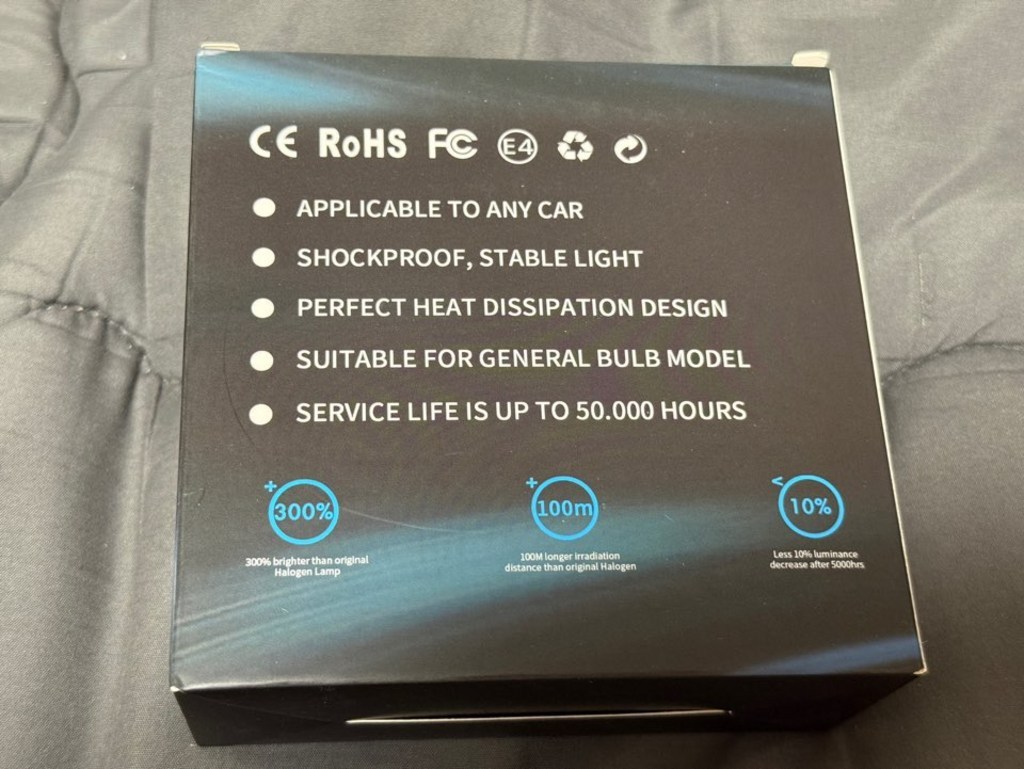 CE RoHS FC E4
APPLICABLE TO ANY CAR
SHOCKPROOF, STABLE LIGHT
PERFECT HEAT DISSIPATION DESIGN
SUITABLE FOR GENERAL BULB MODEL
SERVICE LIFE IS UP TO 50.000 HOURS
+ 300%
300% brighter than original
Halogen Lamp
+ 100m
100M longer irradiation
distance than original Halogen
< 10%
Less 10% luminance
decrease after 5000hrs